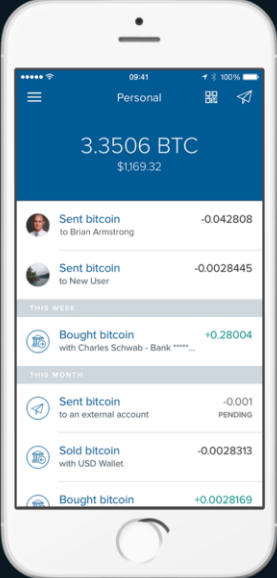 09:41
100%
Personal
3.3506 BTC
$1,169.32
Sent bitcoin
-0.042808
to Brian Armstrong
Sent bitcoin
-0.0028445
to New User
THIS WEEK
Bought bitcoin
+0.28004
with Charles Schwab - Bank *****...
THIS MONTH
Sent bitcoin
-0.001
to an external account
PENDING
Sold bitcoin
-0.0028313
with USD Wallet
Bought bitcoin
+0.0028169